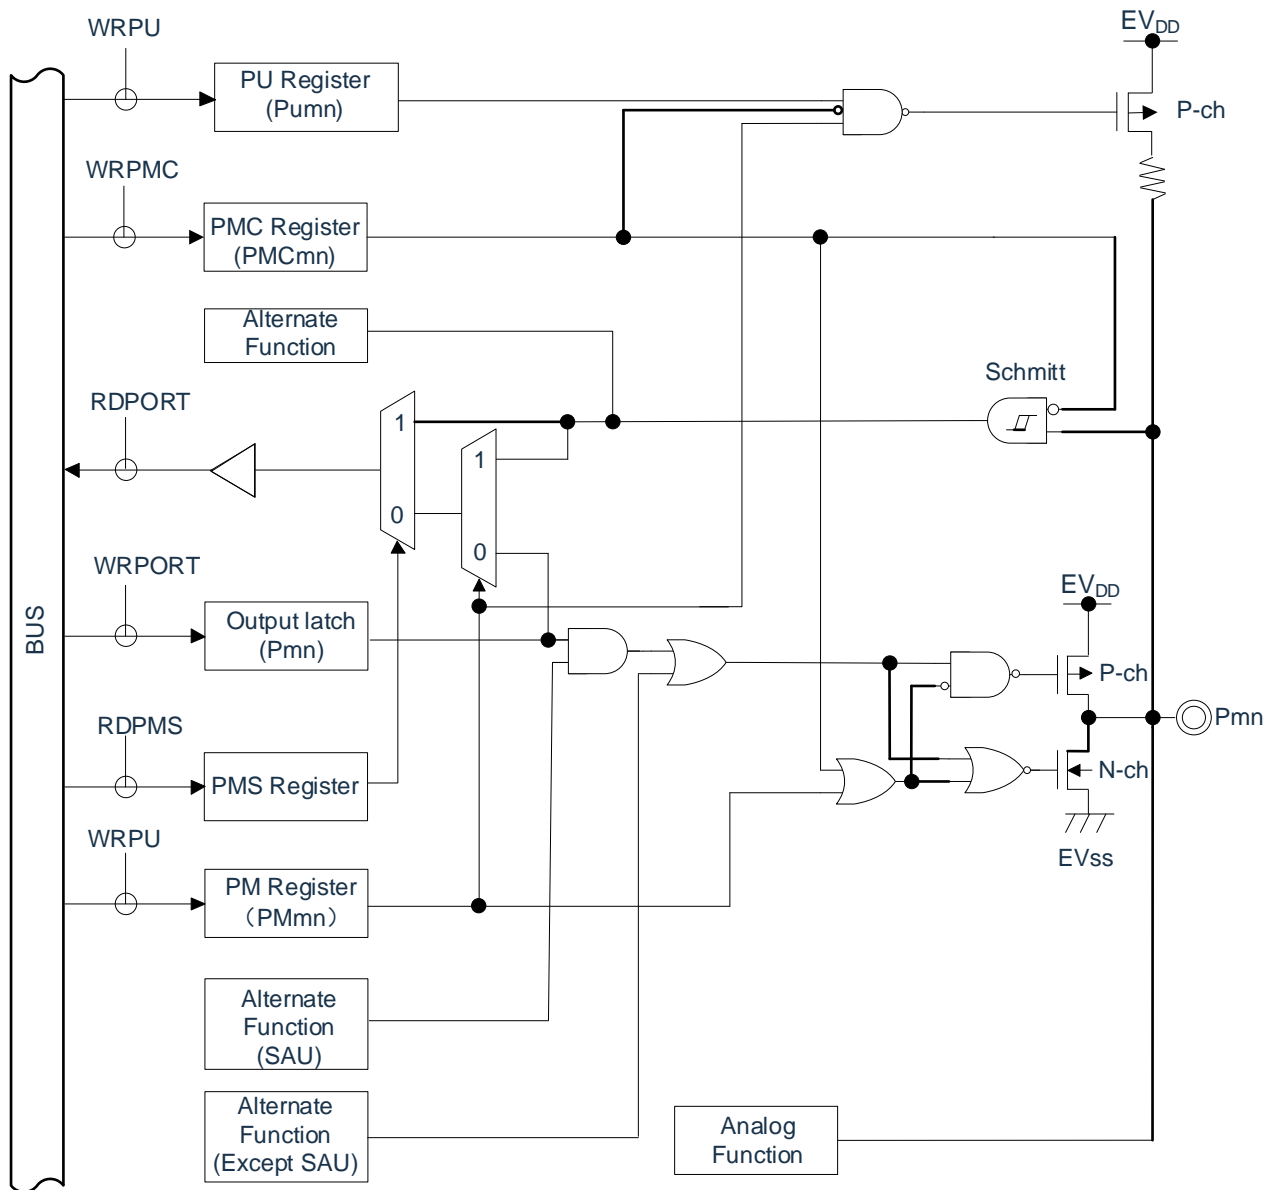 WRPU
EVDD
PU Register
(Pumn)
P-ch
WRPMC
PMC Register
(PMCmn)
Alternate
Function
Schmitt
RDPORT
1
1
0
0
WRPORT
EVDD
BUS
Output latch
(Pmn)
P-ch
Pmn
RDPMS
PMS Register
N-ch
WRPU
EVss
PM Register
（PMmn）
Alternate
Function
(SAU)
Alternate
Function
(Except SAU)
Analog
Function